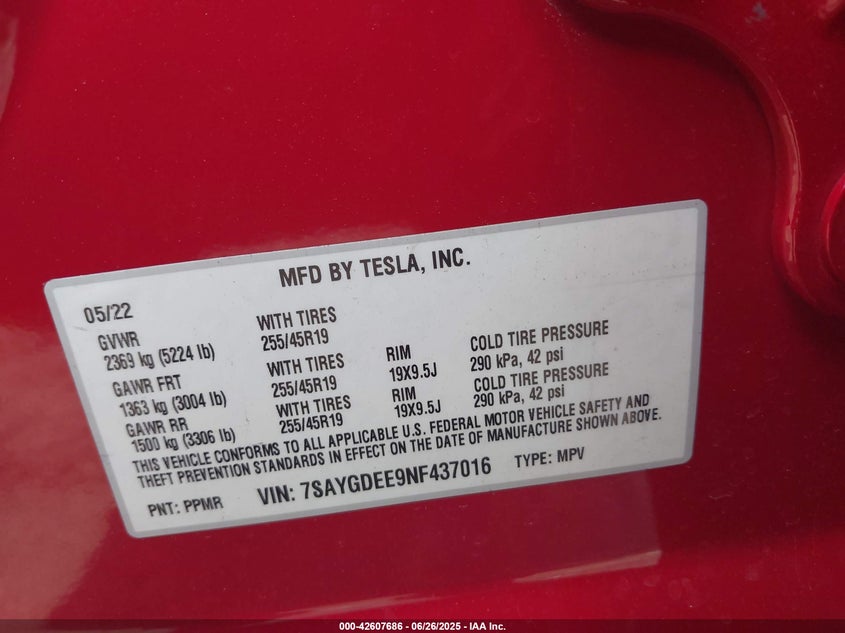 MFD BY TESLA, INC.
05/22
GVWR WITH TIRES
2369 kg (5224 lb) 255/45R19
GAWR FRT WITH TIRES RIM COLD TIRE PRESSURE
1363 kg (3004 lb) 255/45R19 19X9.5J 290 kPa, 42 psi
GAWR RR WITH TIRES RIM COLD TIRE PRESSURE
1500 kg (3306 lb) 255/45R19 19X9.5J 290 kPa, 42 psi
THIS VEHICLE CONFORMS TO ALL APPLICABLE U.S. FEDERAL MOTOR VEHICLE SAFETY AND
THEFT PREVENTION STANDARDS IN EFFECT ON THE DATE OF MANUFACTURE SHOWN ABOVE.
PNT: PPMR VIN: 7SAYGDEE9NF437016 TYPE: MPV
000-42607686 - 06/26/2025 - IAA Inc.